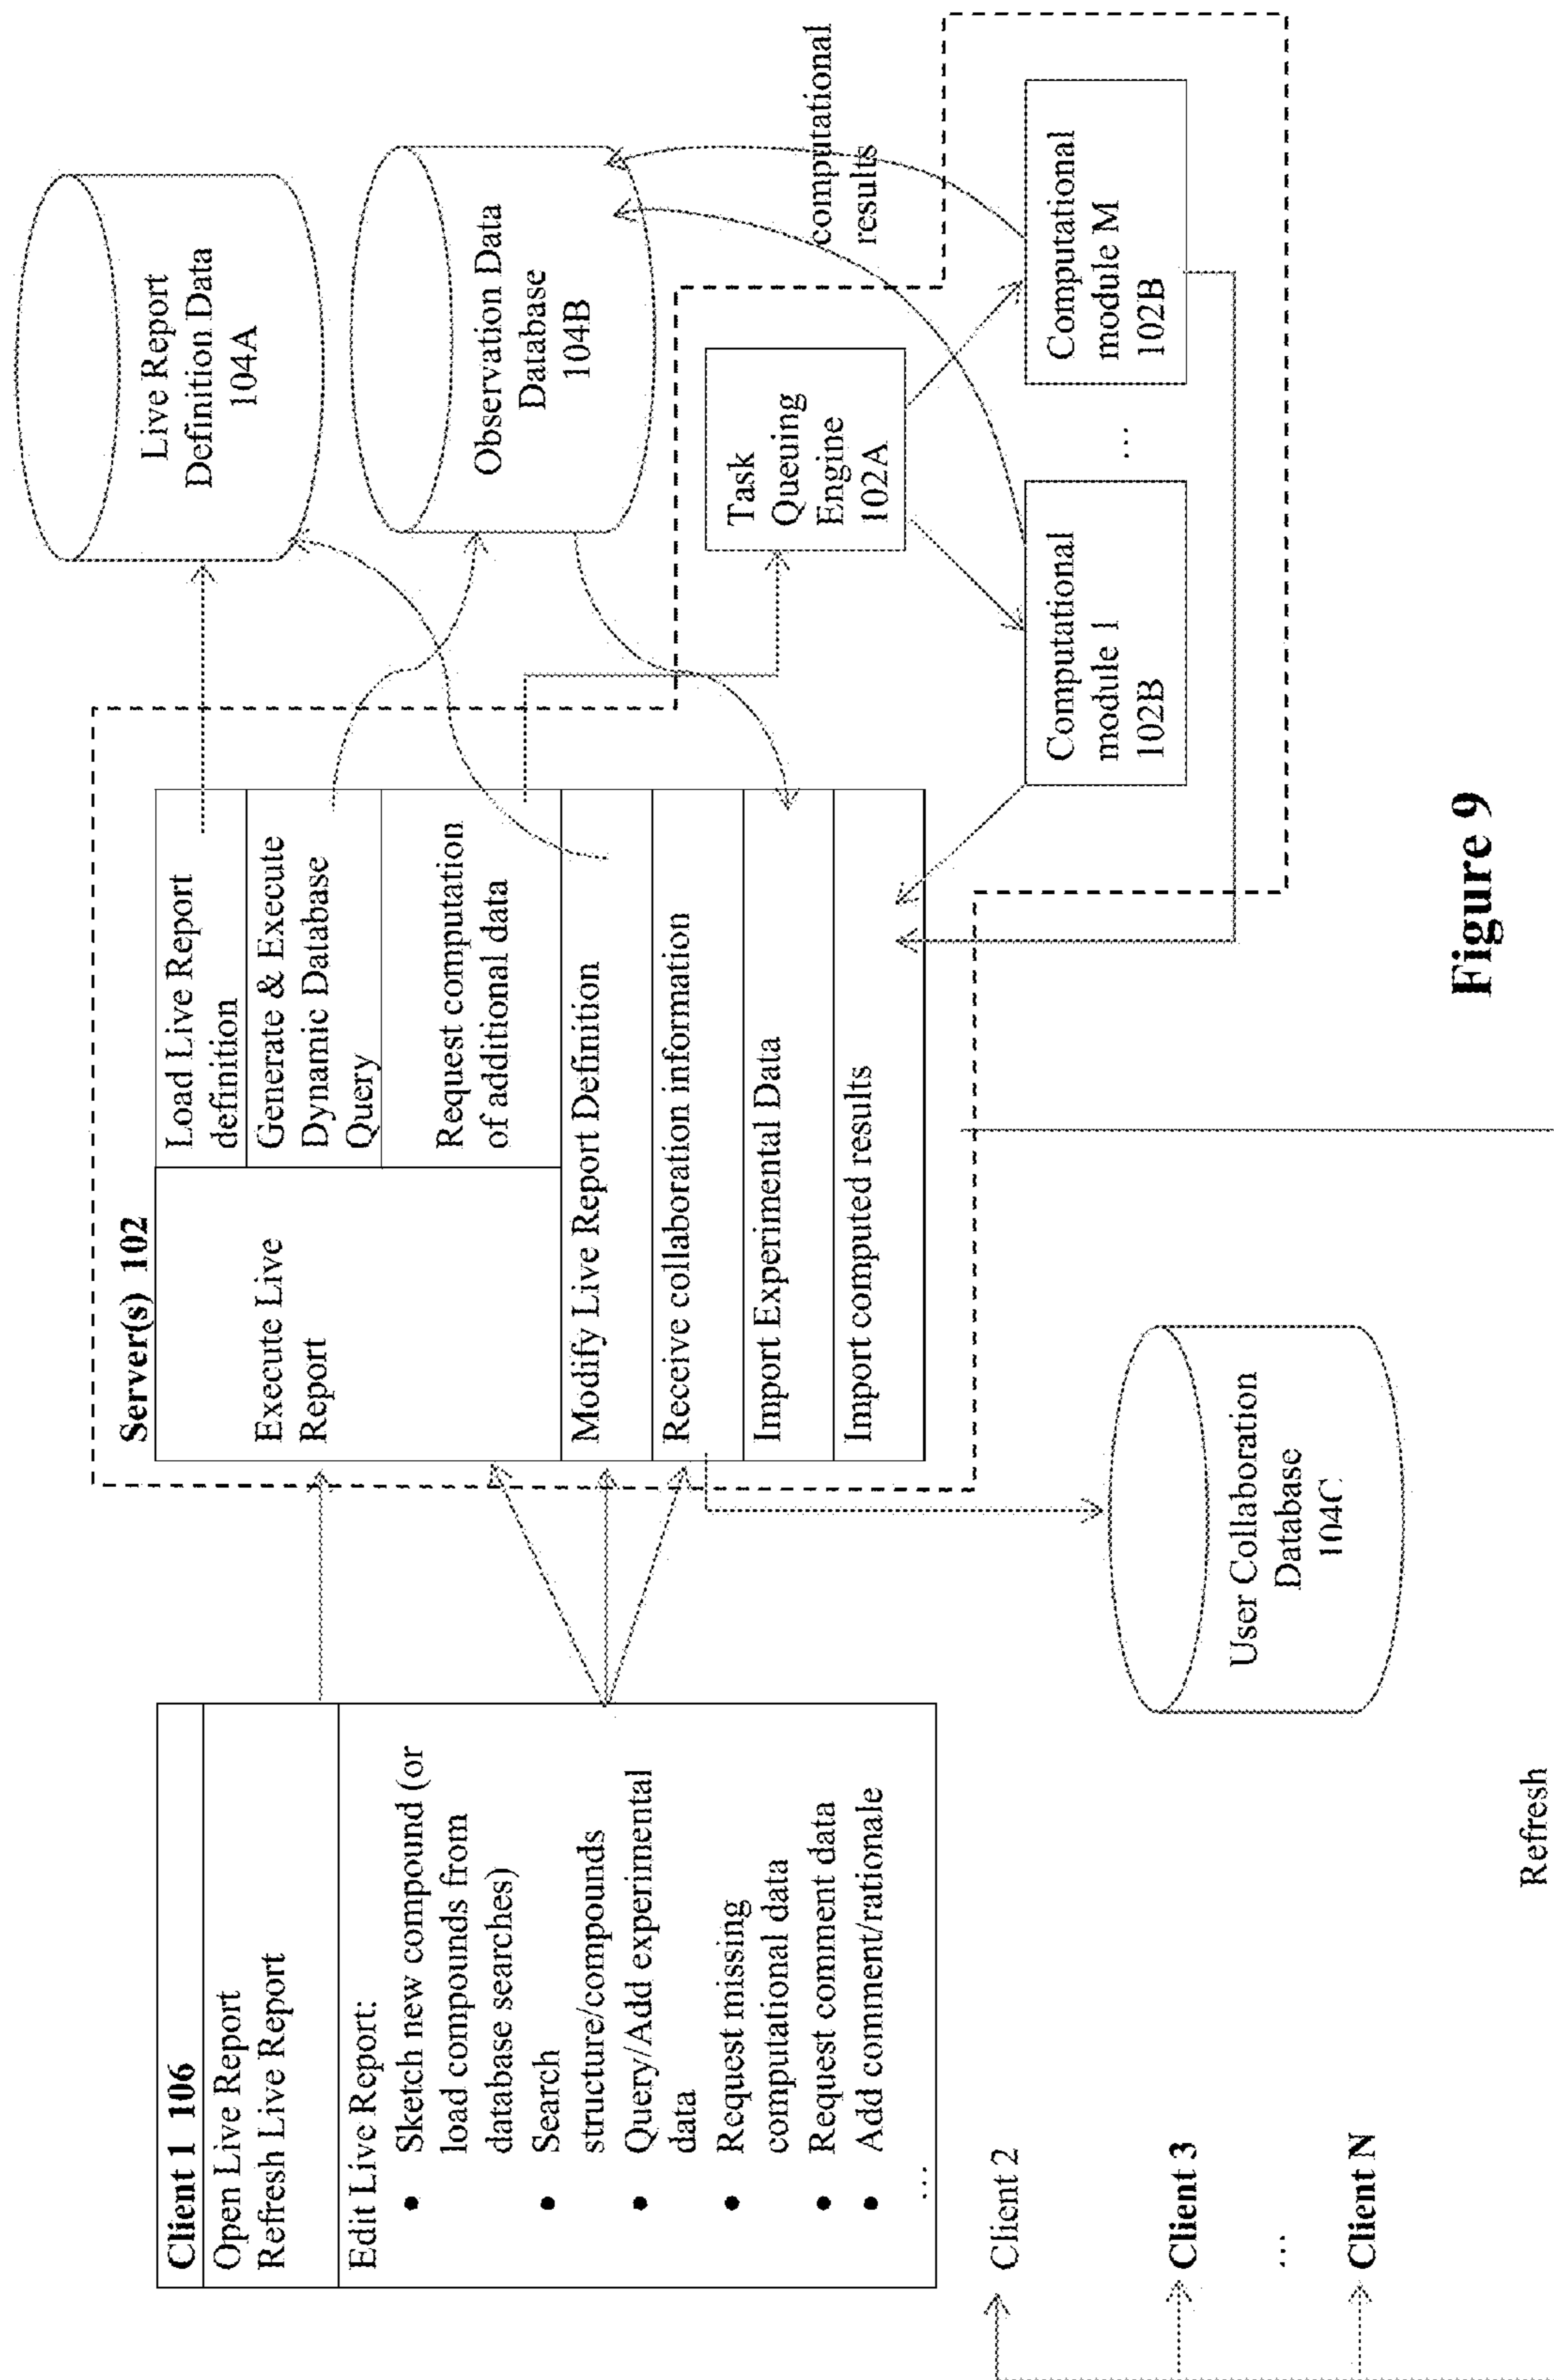 Client 1 106
Open Live Report
Refresh Live Report
Edit Live Report:
• Sketch new compound (or
load compounds from
database searches)
• Search
structure/compounds
• Query/Add experimental
data
• Request missing
computational data
• Request comment data
• Add comment/rationale
...
Client 2
Client 3
...
Client N
Refresh
Server(s) 102
Execute Live
Report
Load Live Report
definition
Generate & Execute
Dynamic Database
Query
Request computation
of additional data
Modify Live Report Definition
Receive collaboration information
Import Experimental Data
Import computed results
User Collaboration
Database
104C
Live Report
Definition Data
104A
Observation Data
Database
104B
Task
Queuing
Engine
102A
computational
results
Computational
module 1
102B
...
Computational
module M
102B
Figure 9